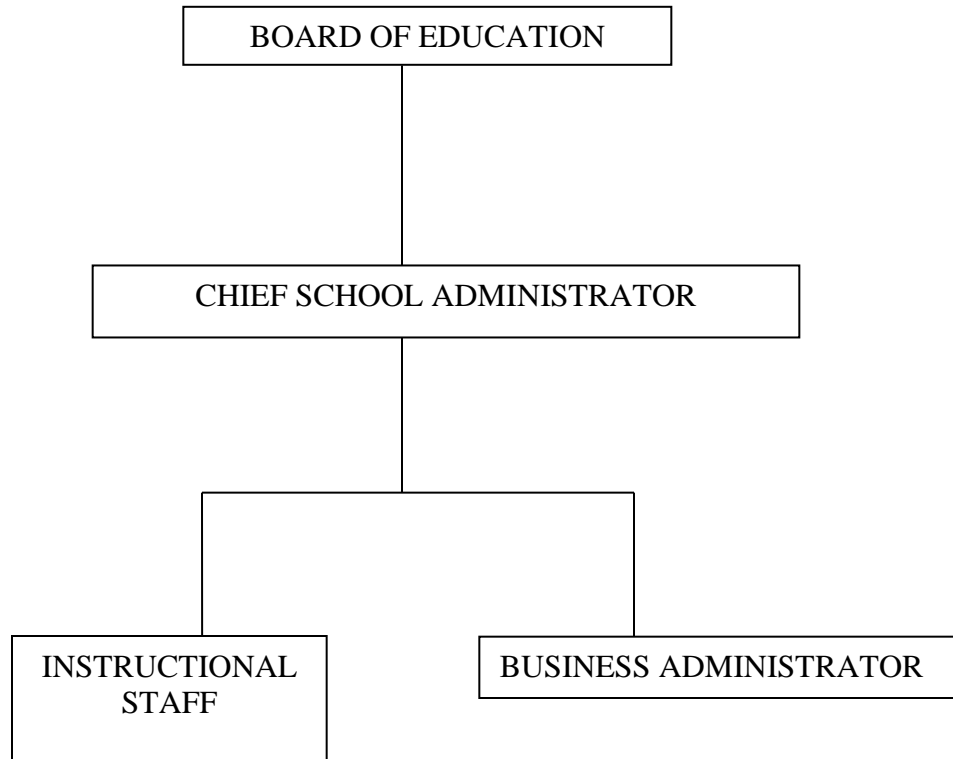 BOARD OF EDUCATION
CHIEF SCHOOL ADMINISTRATOR
INSTRUCTIONAL
STAFF
BUSINESS ADMINISTRATOR